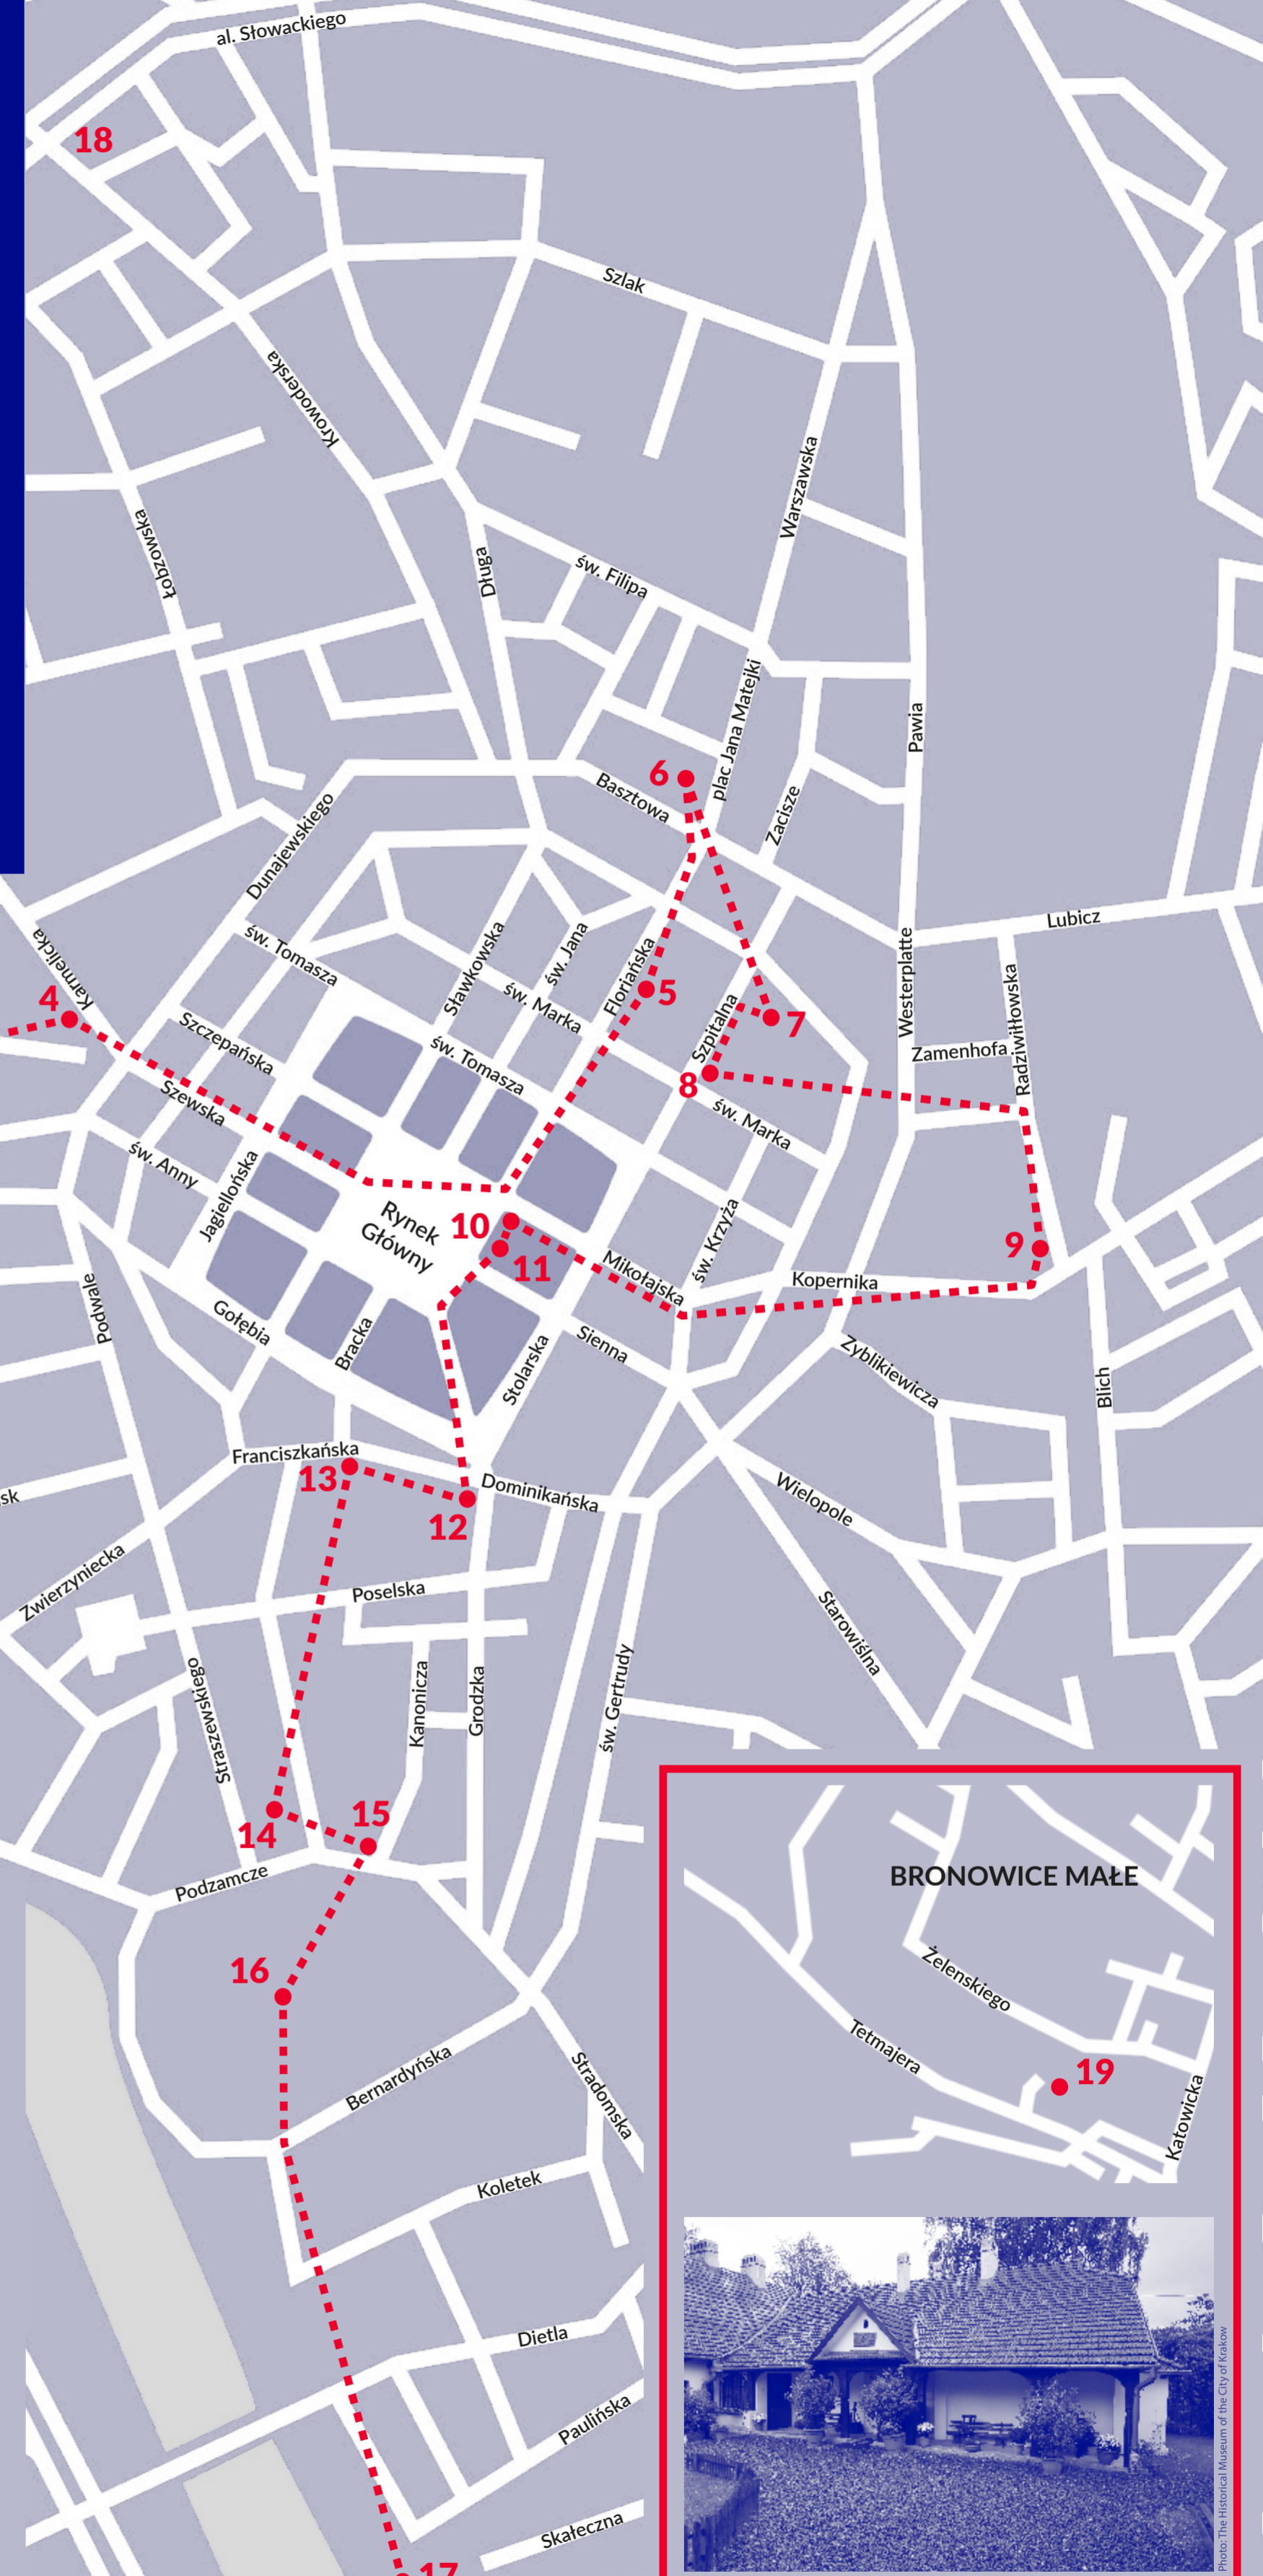 al. Słowackiego
18
Szlak
Krowoderska
Warszawska
Łobzowska
Długa
św. Filipa
plac Jana Matejki
Pawia
6
Basztowa
Zacisze
Dunajewskiego
Karmelicka
św. Tomasza
Sławkowska
św. Jana
Floriańska
Westerplatte
Lubicz
4
św. Marka
5
Szpitalna
7
Radziwiłłowska
Szczepańska
św. Tomasza
Zamenhofa
8
Szewska
św. Marka
św. Anny
Jagiellońska
Rynek
Główny
10
11
Mikołajska
św. Krzyża
9
Kopernika
Podwale
Gołębia
Bracka
Stolarska
Sienna
Zyblikiewicza
Blich
Franciszkańska
13
12
Dominikańska
Wielopole
sk
Zwierzyniecka
Poselska
Starowiślna
Straszewskiego
Kanonicza
Grodzka
św. Gertrudy
14
15
Podzamcze
16
Bernardyńska
Stradomska
Koletek
Dietla
Paulińska
Skałeczna
17
BRONOWICE MAŁE
Żelenskiego
Tetmajera
19
Katowicka
Photo: The Historical Museum of the City of Krakow